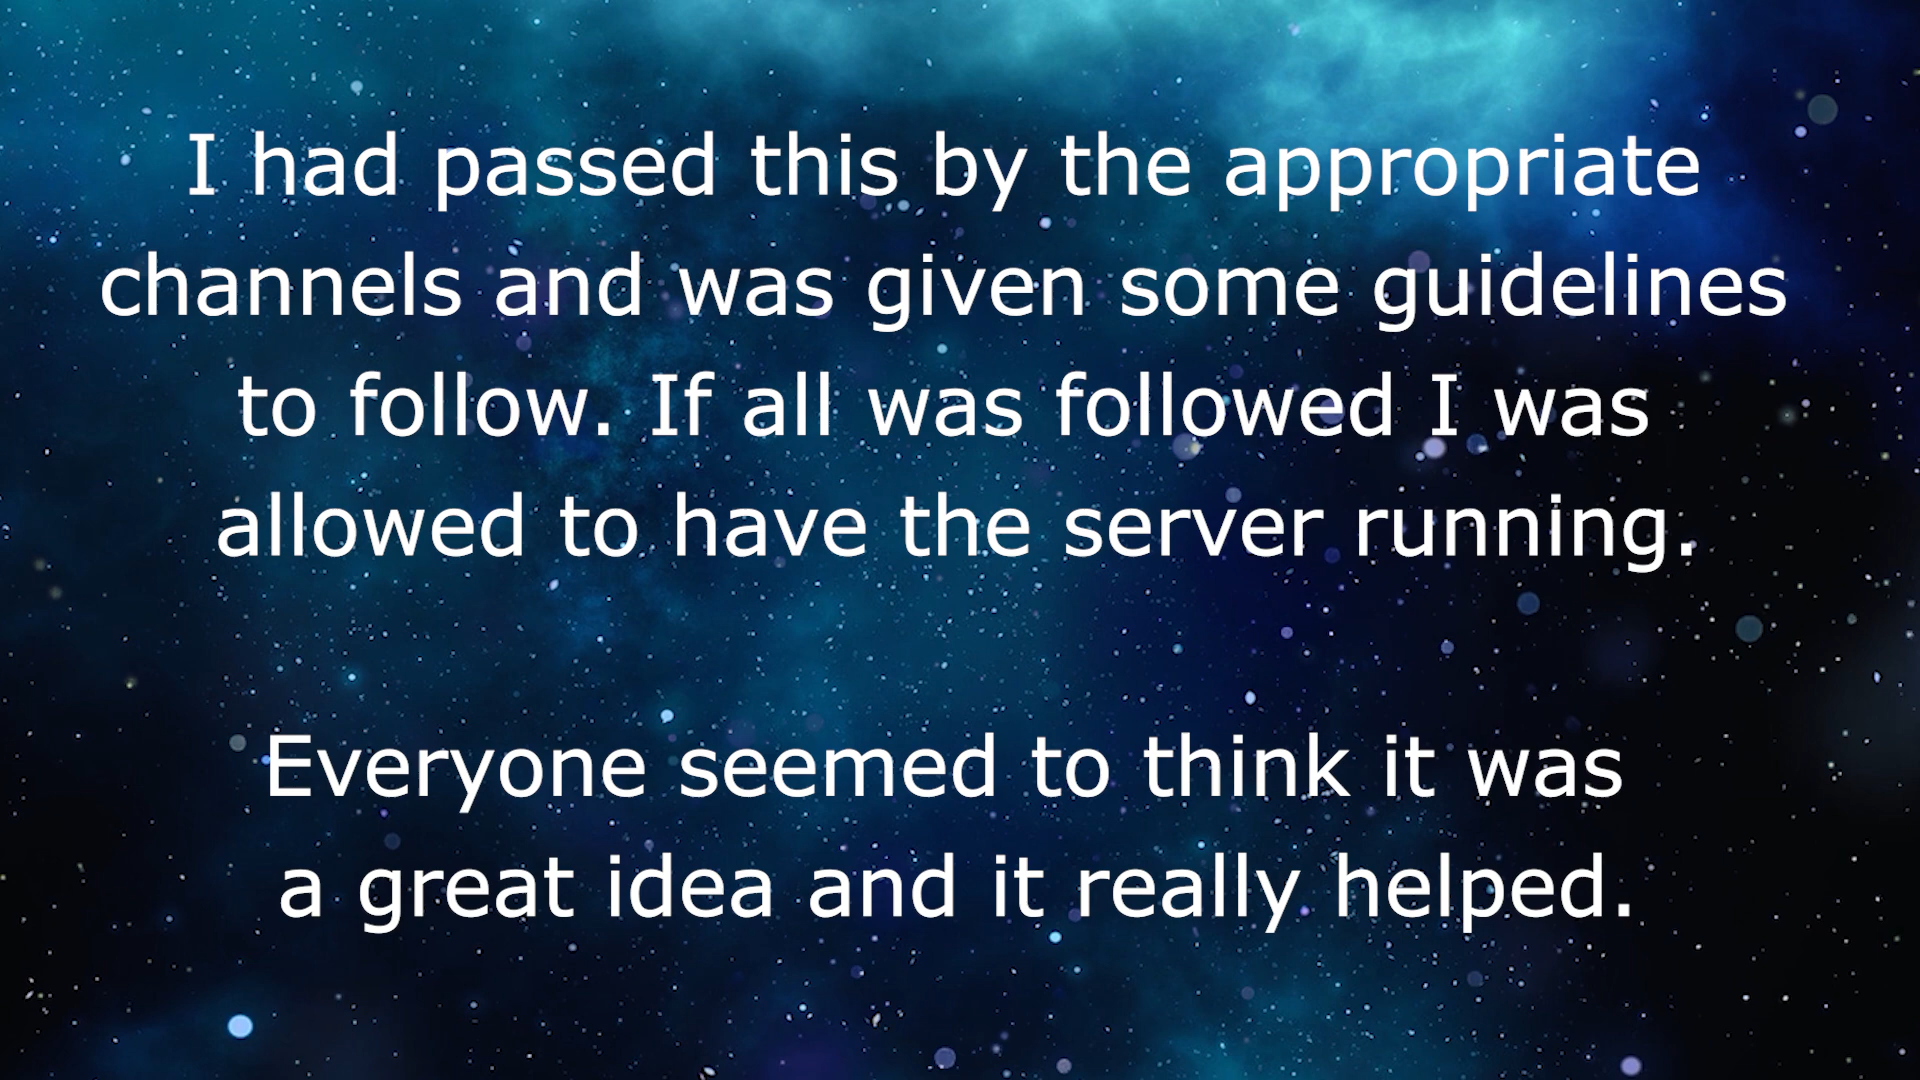 I had passed this by the appropriate
channels and was given some guidelines
to follow. If all was followed I was
allowed to have the server running.
Everyone seemed to think it was
a great idea and it really helped.